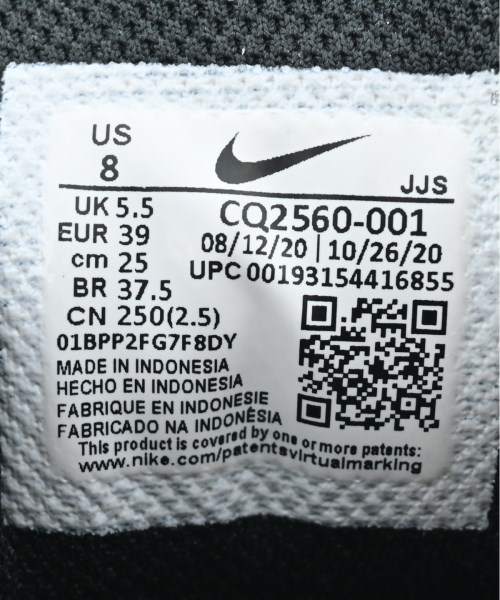 US
8
JJS
UK 5.5
EUR 39
cm 25
BR 37.5
CN 250(2.5)
CQ2560-001
08/12/20 | 10/26/20
UPC 00193154416855
01BPP2FG7F8DY
MADE IN INDONESIA
HECHO EN INDONESIA
FABRIQUE EN INDONESIE
FABRICADO NA INDONÉSIA
This product is covered by one or more patents:
www.nike.com/patentsvirtualmarking